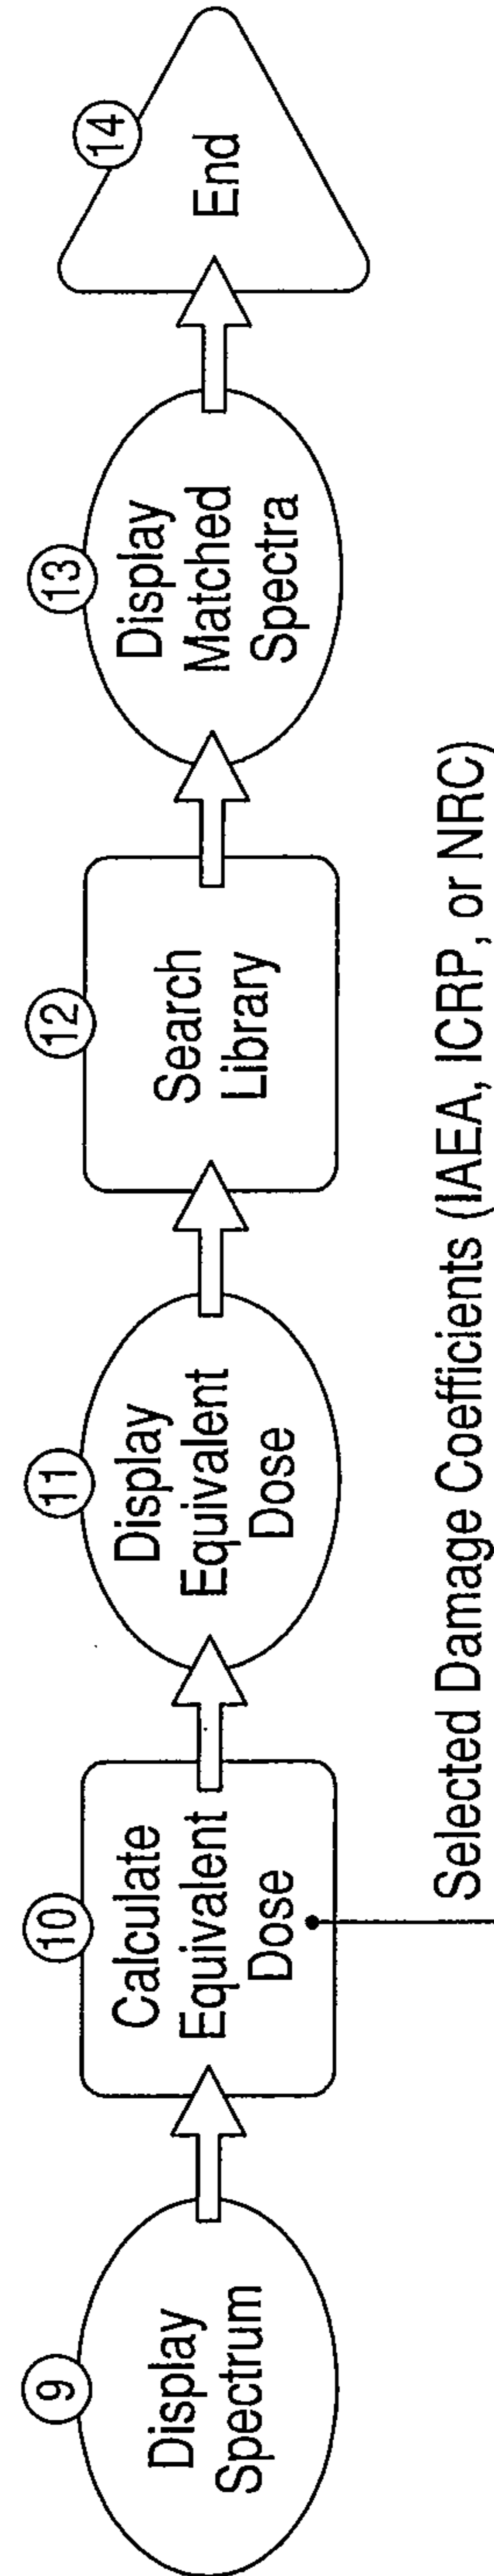 9
Display
Spectrum
10
Calculate
Equivalent
Dose
11
Display
Equivalent
Dose
12
Search
Library
13
Display
Matched
Spectra
14
End
Selected Damage Coefficients (IAEA, ICRP, or NRC)